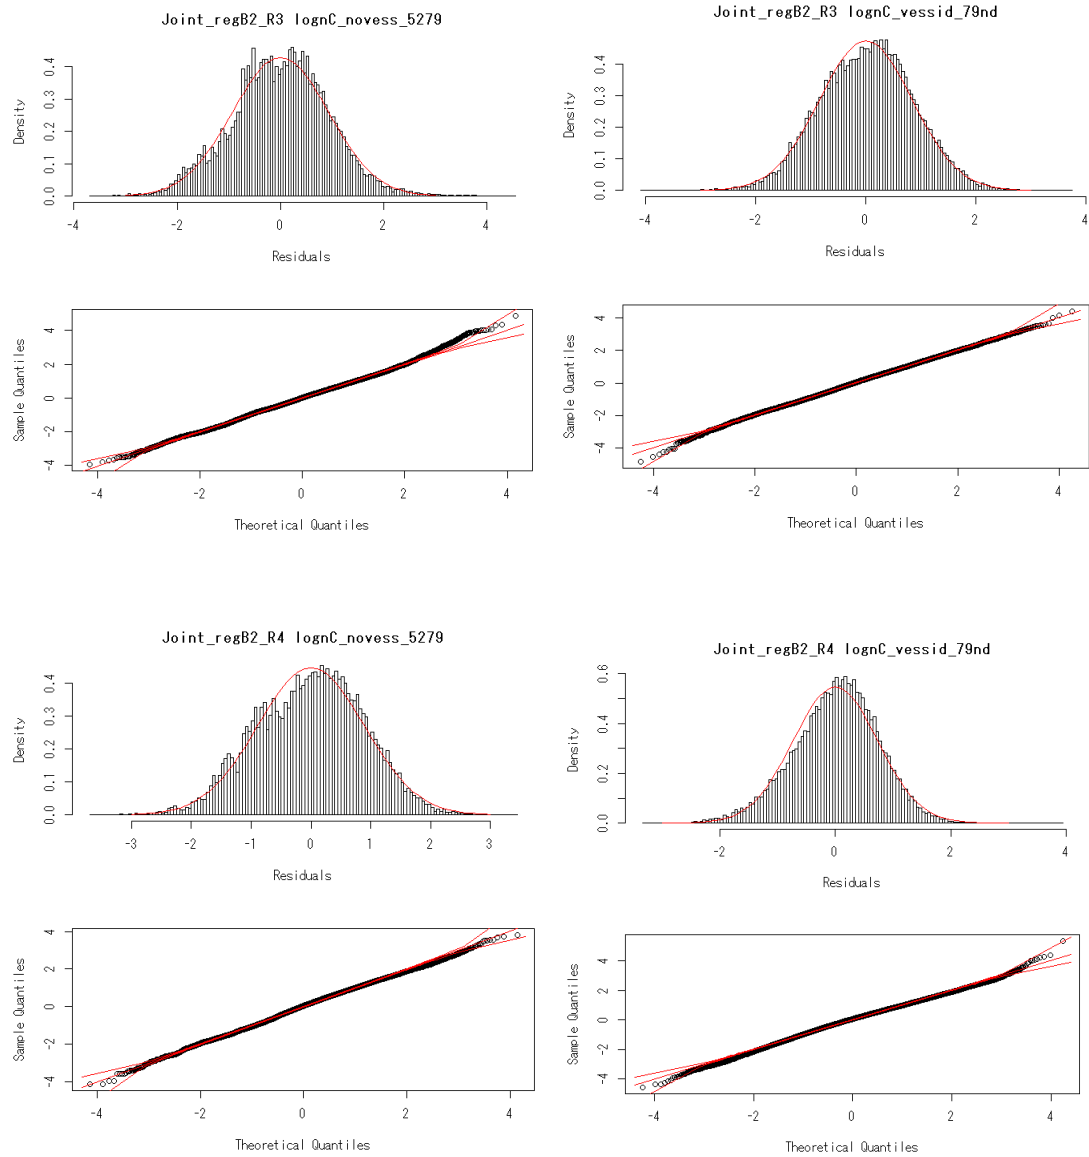 Joint_regB2_R3 lognC_novess_5279
Density
0.0 0.1 0.2 0.3 0.4
-4 -2 0 2 4
Residuals
Sample Quantiles
-4 -2 0 2 4
-4 -2 0 2 4
Theoretical Quantiles
Joint_regB2_R3 lognC_vessid_79nd
Density
0.0 0.1 0.2 0.3 0.4
-4 -2 0 2 4
Residuals
Sample Quantiles
-4 -2 0 2 4
-4 -2 0 2 4
Theoretical Quantiles
Joint_regB2_R4 lognC_novess_5279
Density
0.0 0.1 0.2 0.3 0.4
-3 -2 -1 0 1 2 3
Residuals
Sample Quantiles
-4 -2 0 2 4
-4 -2 0 2 4
Theoretical Quantiles
Joint_regB2_R4 lognC_vessid_79nd
Density
0.0 0.2 0.4 0.6
-2 0 2 4
Residuals
Sample Quantiles
-4 -2 0 2 4
-4 -2 0 2 4
Theoretical Quantiles